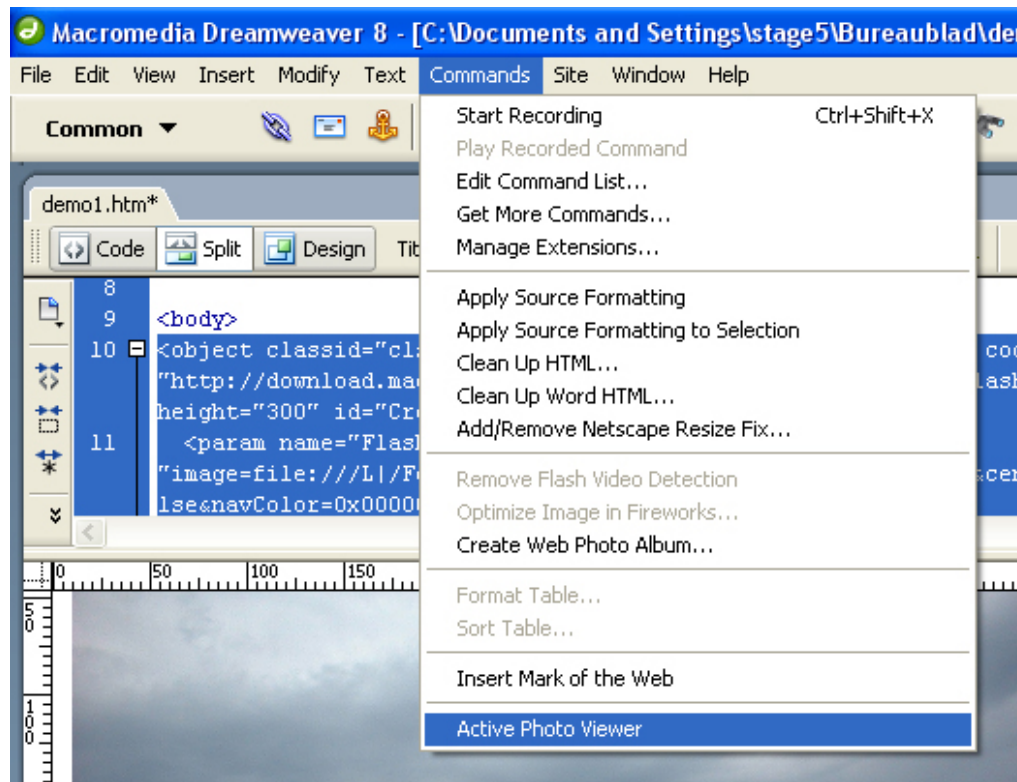 Macromedia Dreamweaver 8 - [C:\Documents and Settings\stage5\Bureaublad\
File Edit View Insert Modify Text Commands Site Window Help
Common
Start Recording Ctrl+Shift+X
Play Recorded Command
Edit Command List...
Get More Commands...
Manage Extensions...
Apply Source Formatting
Apply Source Formatting to Selection
Clean Up HTML...
Clean Up Word HTML...
Add/Remove Netscape Resize Fix...
Remove Flash Video Detection
Optimize Image in Fireworks...
Create Web Photo Album...
Format Table...
Sort Table...
Insert Mark of the Web
Active Photo Viewer
demo1.htm*
Code Split Design Tit
8
9 <body>
10 <object classid="cl
"http://download.ma
height="300" id="Cr
11 <param name="Flas
"image=file:///L|/F
lse&navColor=0x0000
0 50 100 150
50
100